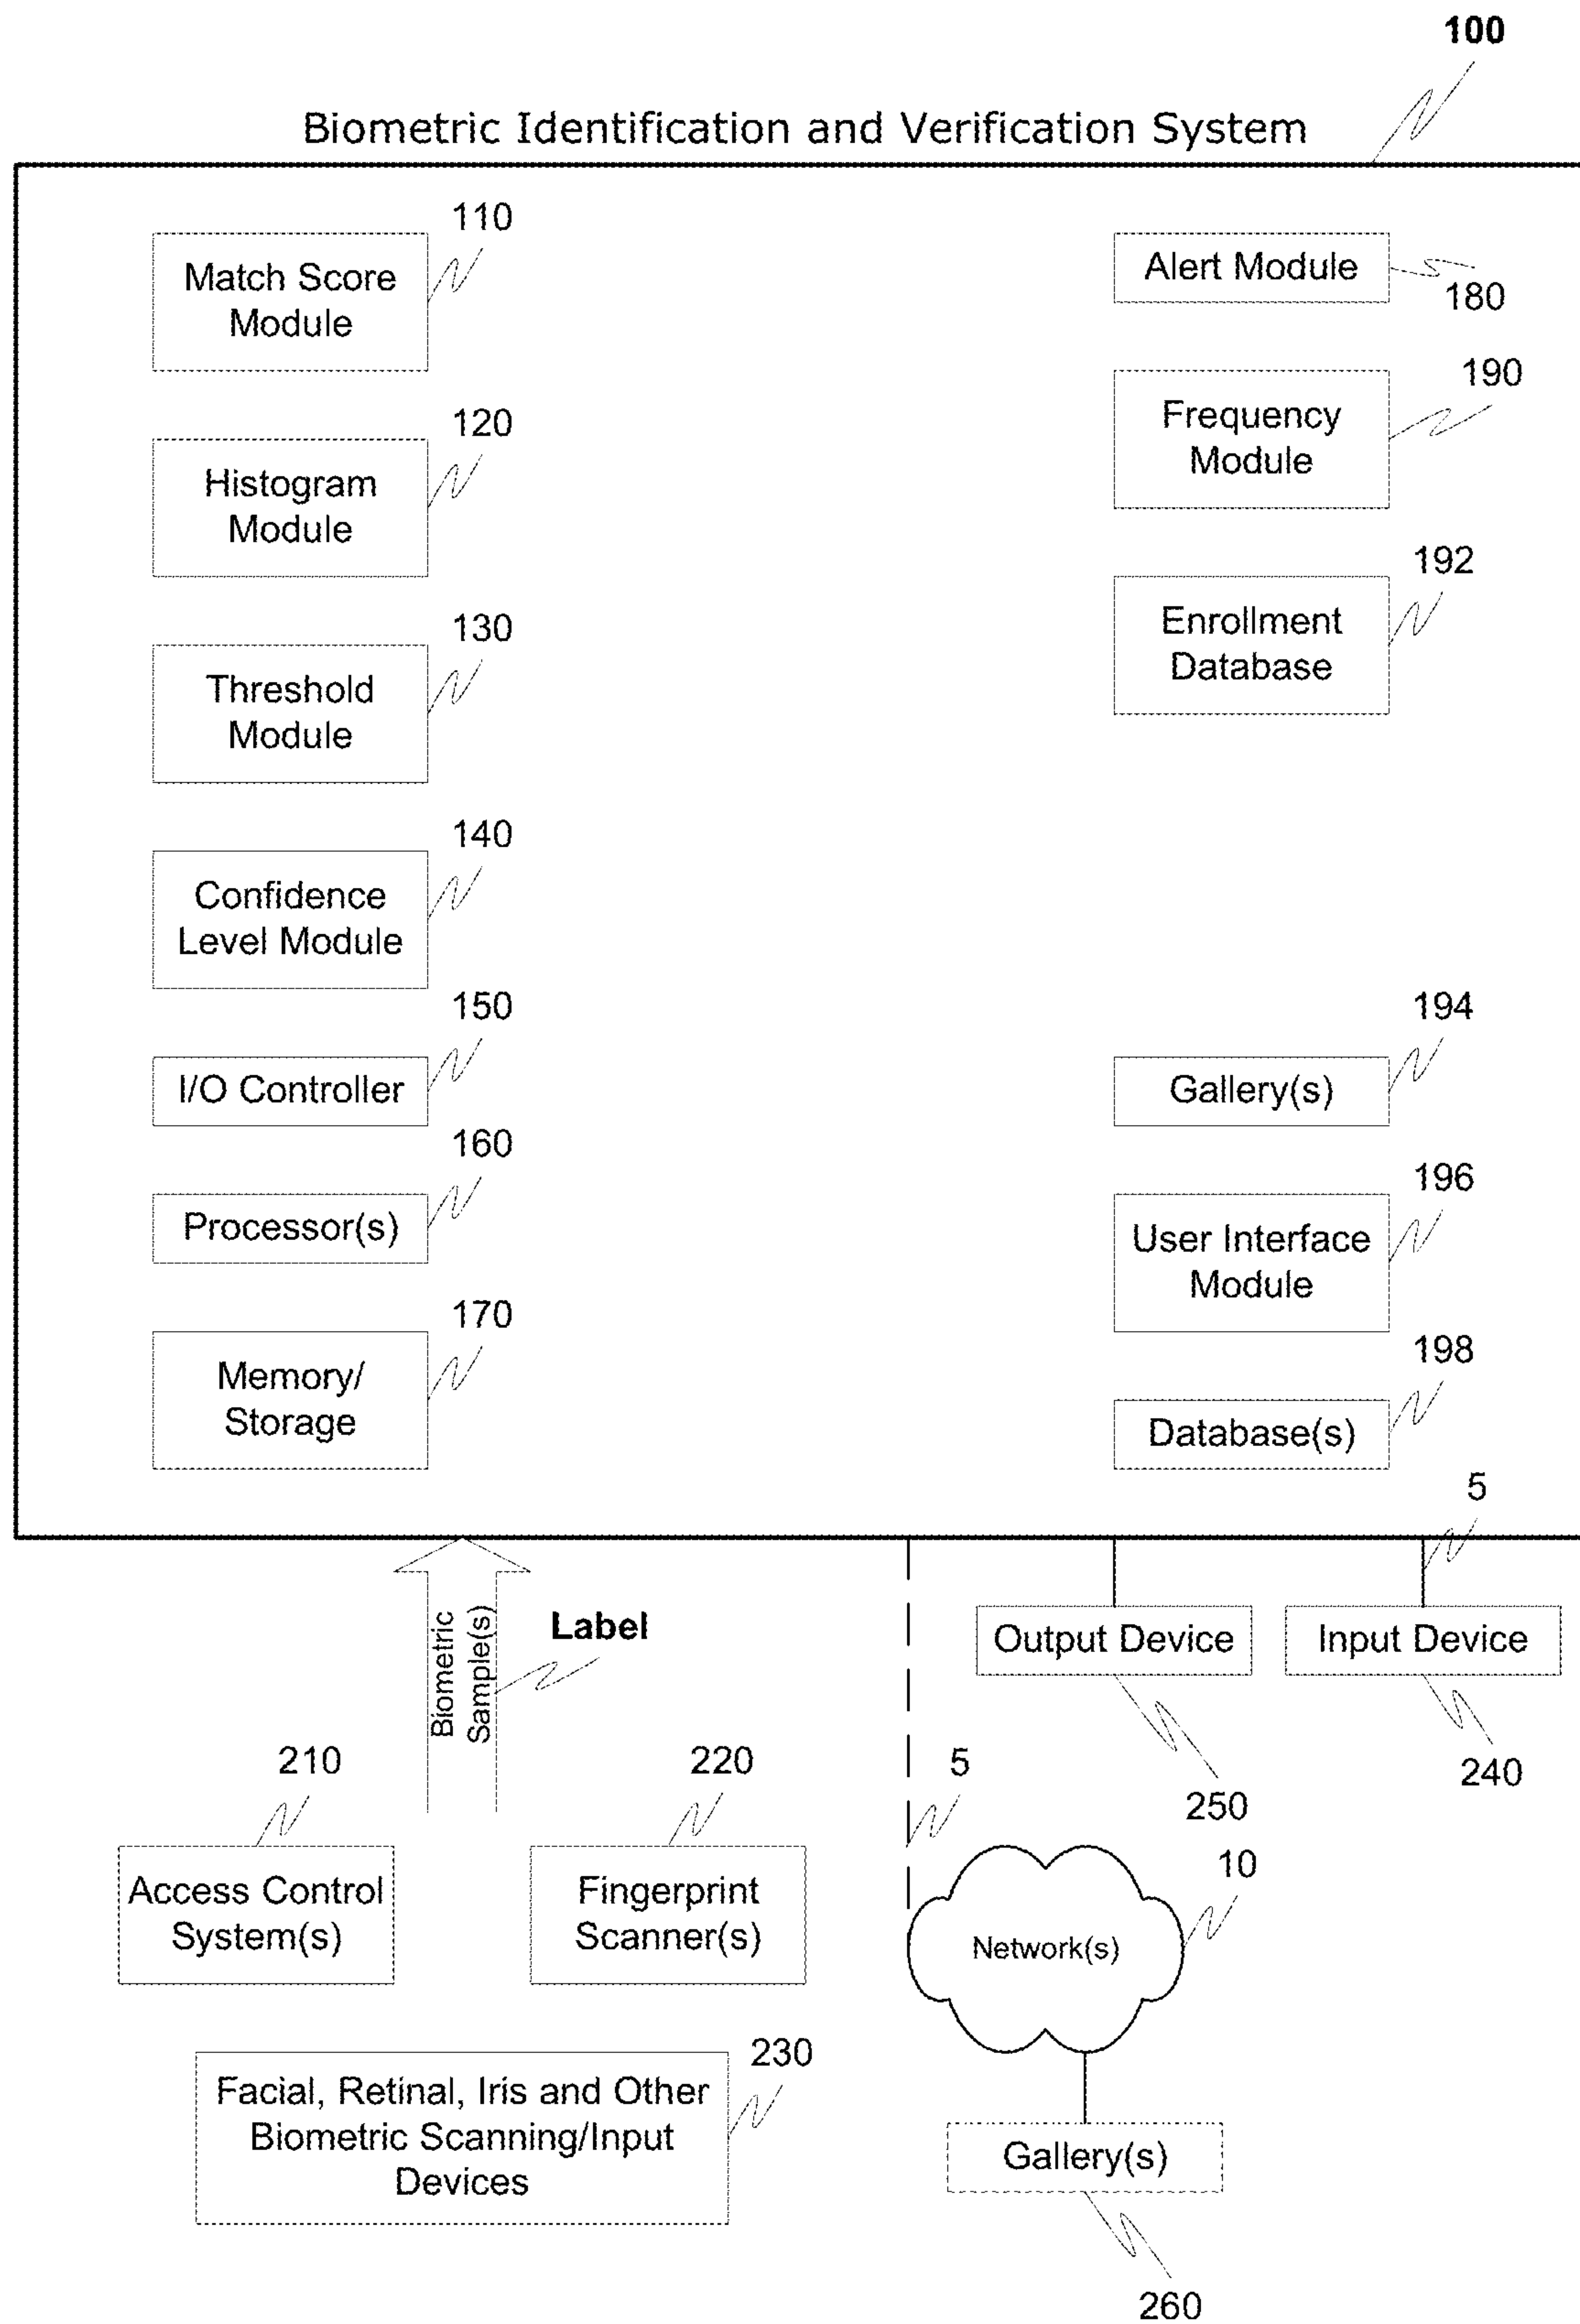 100
Biometric Identification and Verification System
110
Match Score
Module
120
Histogram
Module
130
Threshold
Module
140
Confidence
Level Module
150
I/O Controller
160
Processor(s)
170
Memory/
Storage
Alert Module
180
190
Frequency
Module
192
Enrollment
Database
194
Gallery(s)
196
User Interface
Module
198
Database(s)
5
Biometric
Sample(s)
Label
Output Device
250
Input Device
240
210
Access Control
System(s)
220
Fingerprint
Scanner(s)
230
Facial, Retinal, Iris and Other
Biometric Scanning/Input
Devices
5
10
Network(s)
Gallery(s)
260